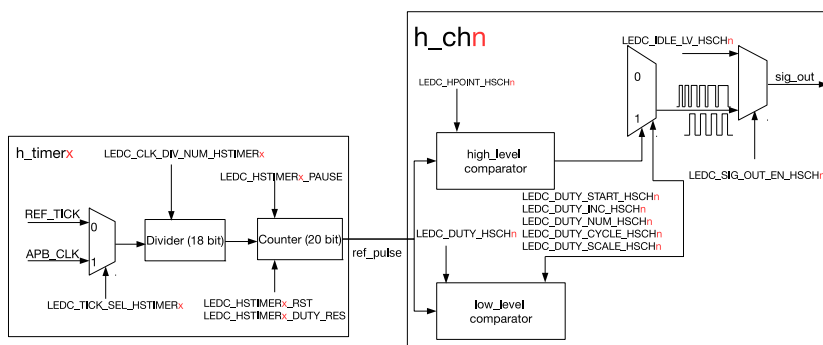 h_chn
LEDC_IDLE_LV_HSCHn
sig_out
0
1
LEDC_HPOINT_HSCHn
high_level
comparator
LEDC_SIG_OUT_EN_HSCHn
LEDC_DUTY_START_HSCHn
LEDC_DUTY_INC_HSCHn
LEDC_DUTY_NUM_HSCHn
LEDC_DUTY_CYCLE_HSCHn
LEDC_DUTY_SCALE_HSCHn
LEDC_DUTY_HSCHn
low_level
comparator
h_timerx
LEDC_CLK_DIV_NUM_HSTIMERx
LEDC_HSTIMERx_PAUSE
REF_TICK
0
APB_CLK
1
Divider (18 bit)
Counter (20 bit)
ref_pulse
LEDC_TICK_SEL_HSTIMERx
LEDC_HSTIMERx_RST
LEDC_HSTIMERx_DUTY_RES